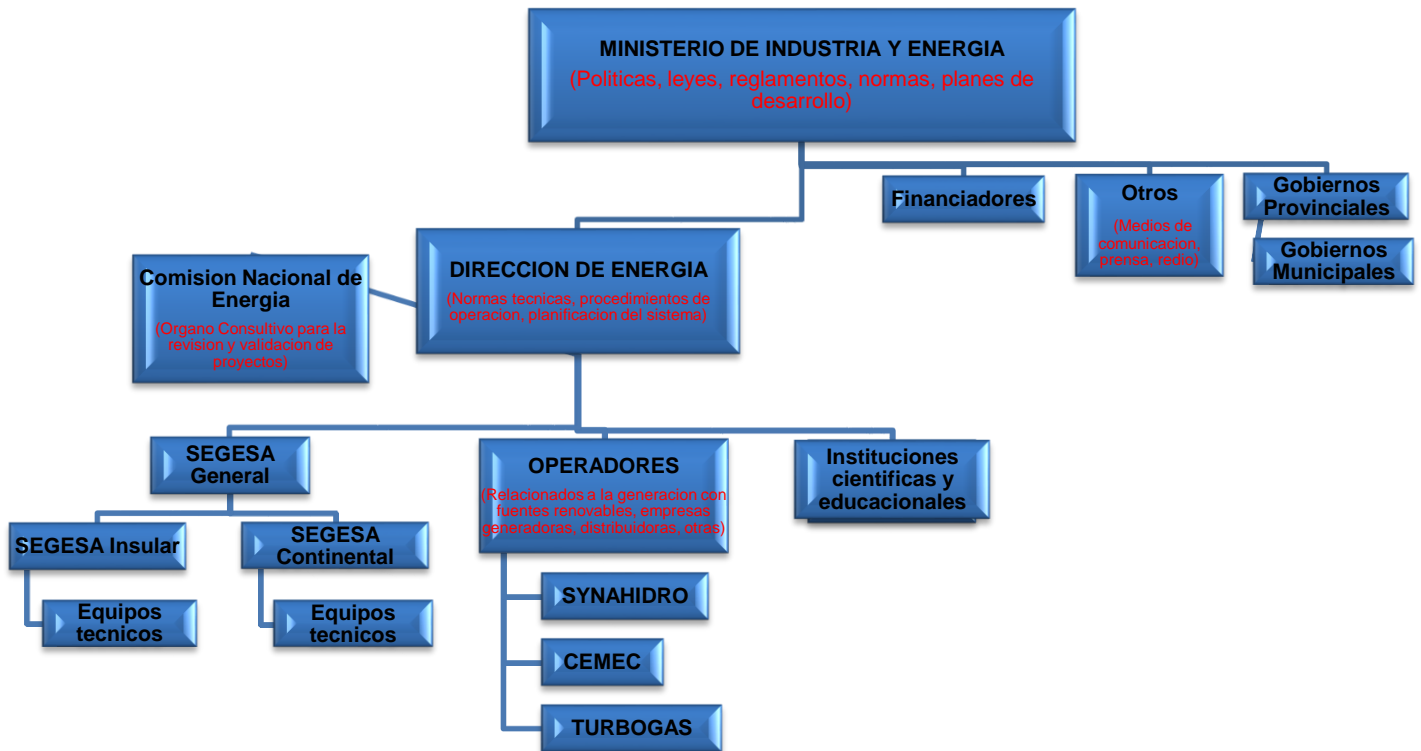 MINISTERIO DE INDUSTRIA Y ENERGIA
(Politicas, leyes, reglamentos, normas, planes de
desarrollo)
Financiadores
Otros
(Medios de
comunicacion,
prensa, redio)
Gobiernos
Provinciales
Gobiernos
Municipales
Comision Nacional de
Energia
(Organo Consultivo para la
revision y validacion de
proyectos)
DIRECCION DE ENERGIA
(Normas tecnicas, procedimientos de
operacion, planificacion del sistema)
SEGESA
General
OPERADORES
(Relacionados a la generacion con
fuentes renovables, empresas
generadoras, distribuidoras, otras)
Instituciones
cientificas y
educacionales
SEGESA Insular
SEGESA
Continental
Equipos
tecnicos
Equipos
tecnicos
SYNAHIDRO
CEMEC
TURBOGAS